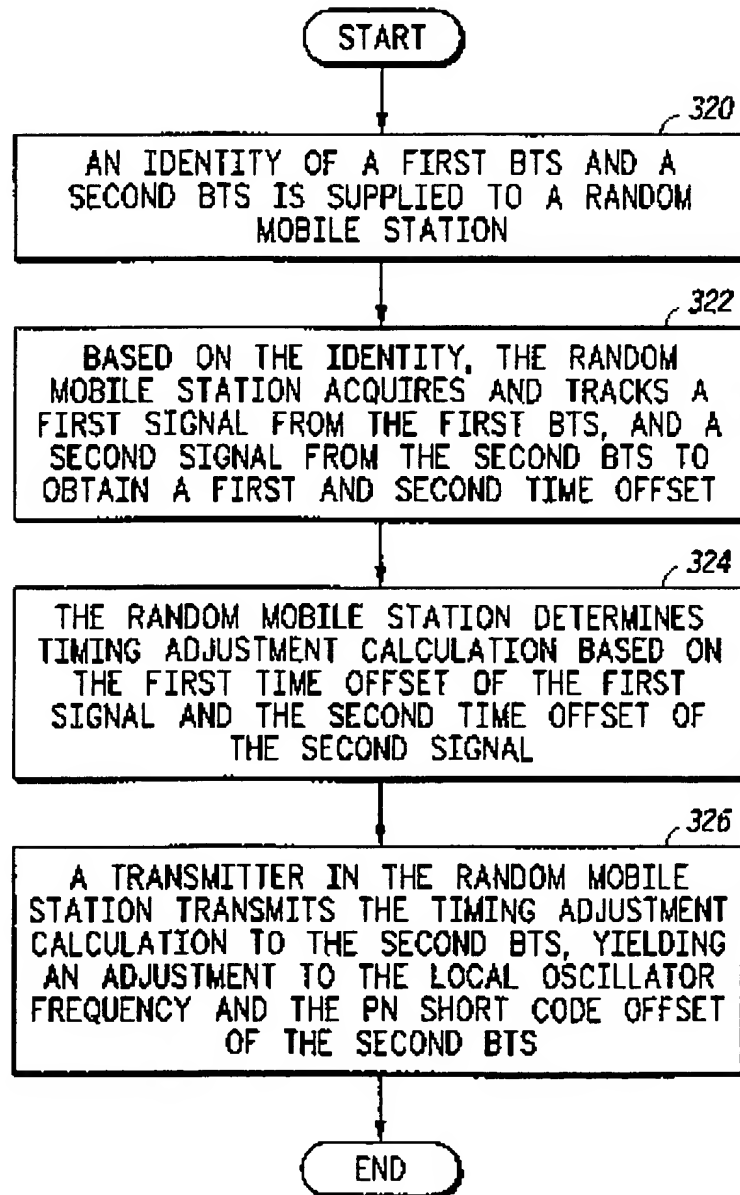 START
320
AN IDENTITY OF A FIRST BTS AND A
SECOND BTS IS SUPPLIED TO A RANDOM
MOBILE STATION
322
BASED ON THE IDENTITY, THE RANDOM
MOBILE STATION ACQUIRES AND TRACKS A
FIRST SIGNAL FROM THE FIRST BTS, AND A
SECOND SIGNAL FROM THE SECOND BTS TO
OBTAIN A FIRST AND SECOND TIME OFFSET
324
THE RANDOM MOBILE STATION DETERMINES
TIMING ADJUSTMENT CALCULATION BASED ON
THE FIRST TIME OFFSET OF THE FIRST
SIGNAL AND THE SECOND TIME OFFSET OF
THE SECOND SIGNAL
326
A TRANSMITTER IN THE RANDOM MOBILE
STATION TRANSMITS THE TIMING ADJUSTMENT
CALCULATION TO THE SECOND BTS, YIELDING
AN ADJUSTMENT TO THE LOCAL OSCILLATOR
FREQUENCY AND THE PN SHORT CODE OFFSET
OF THE SECOND BTS
END